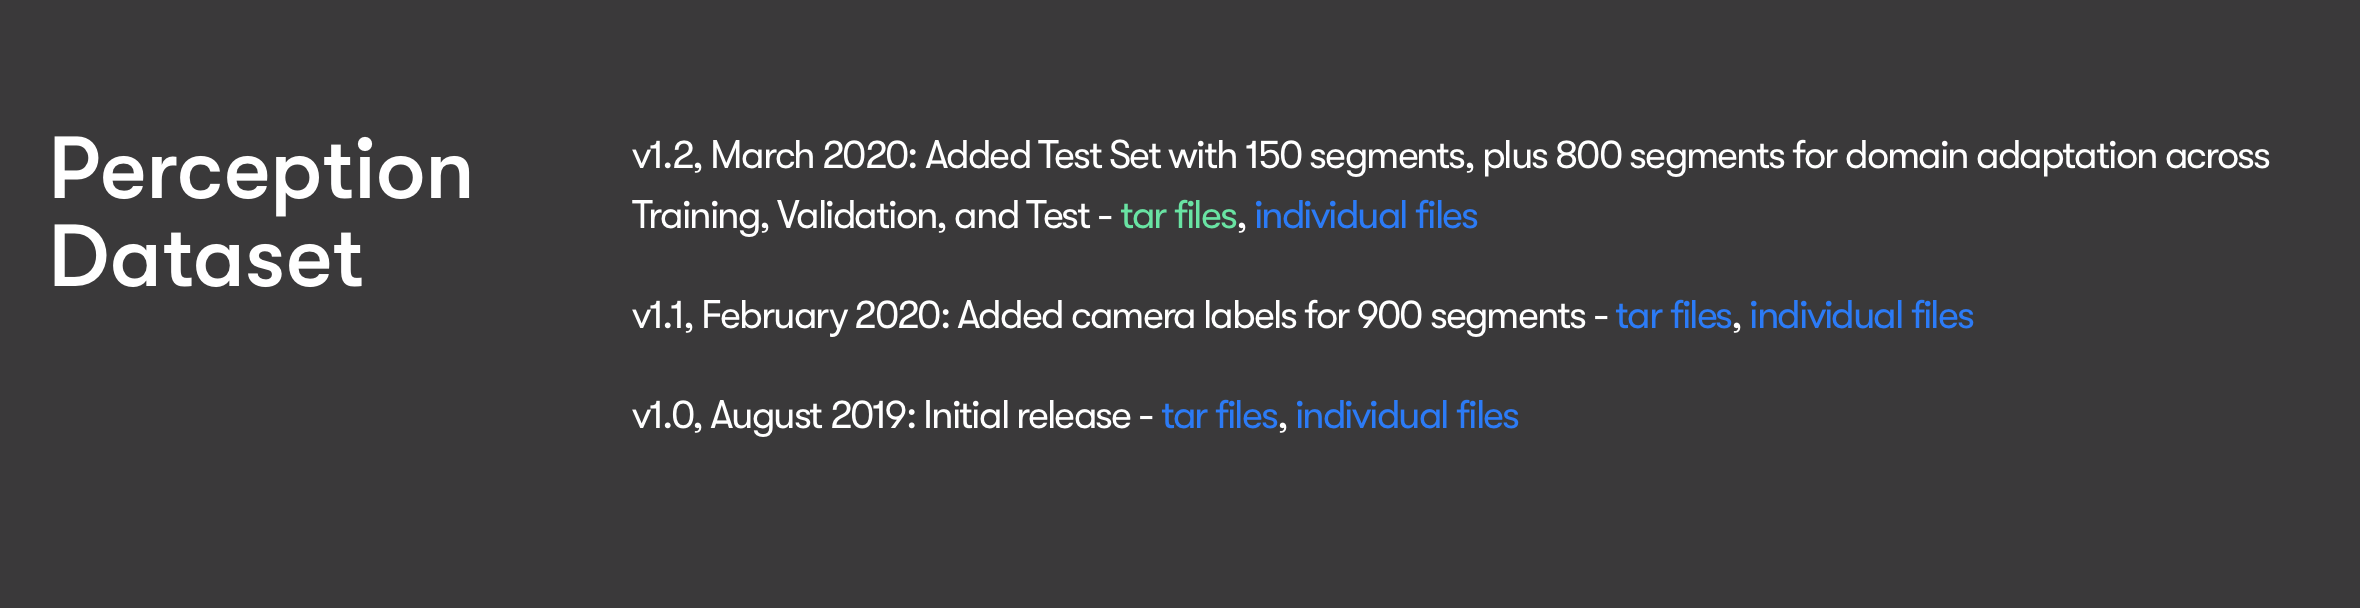 Perception
Dataset
v1.2, March 2020: Added Test Set with 150 segments, plus 800 segments for domain adaptation across
Training, Validation, and Test - tar files, individual files
v1.1, February 2020: Added camera labels for 900 segments - tar files, individual files
v1.0, August 2019: Initial release - tar files, individual files